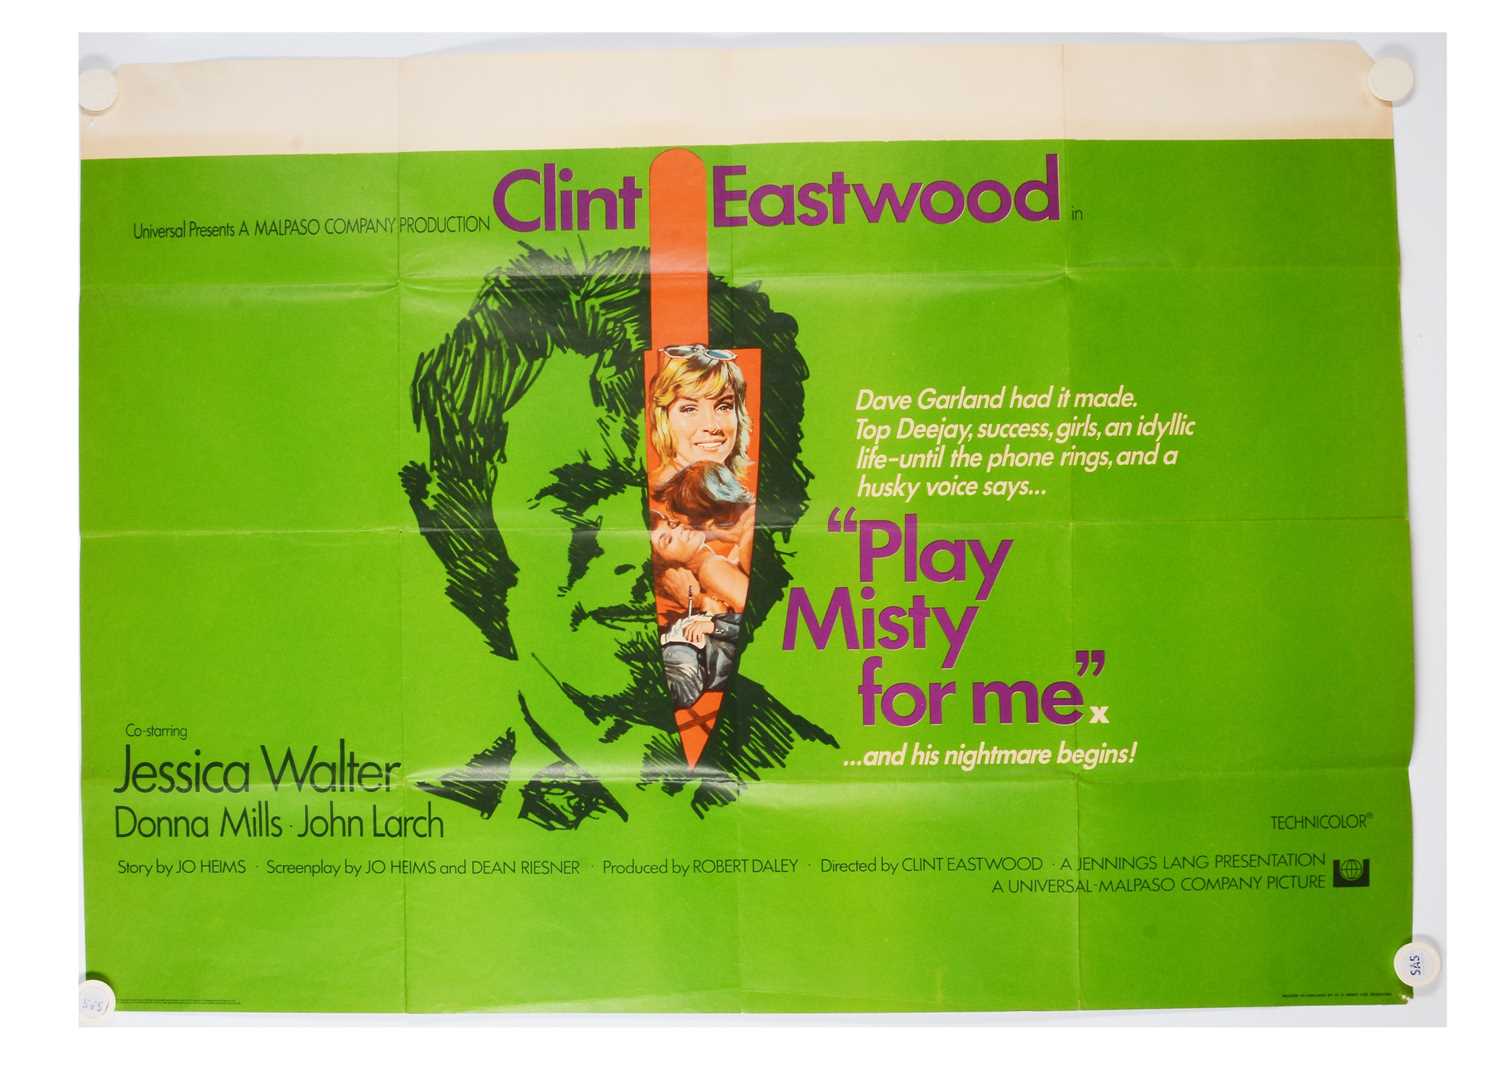 Universal Presents A MALPASO COMPANY PRODUCTION Clint Eastwood in
Dave Garland had it made.
Top Deejay, success, girls, an idyllic
life-until the phone rings, and a
husky voice says...
“Play
Misty
for me” x
...and his nightmare begins!
Co-starring
Jessica Walter
Donna Mills · John Larch
TECHNICOLOR®
Story by JO HEIMS · Screenplay by JO HEIMS and DEAN RIESNER · Produced by ROBERT DALEY · Directed by CLINT EASTWOOD · A JENNINGS LANG PRESENTATION
A UNIVERSAL-MALPASO COMPANY PICTURE
SAS